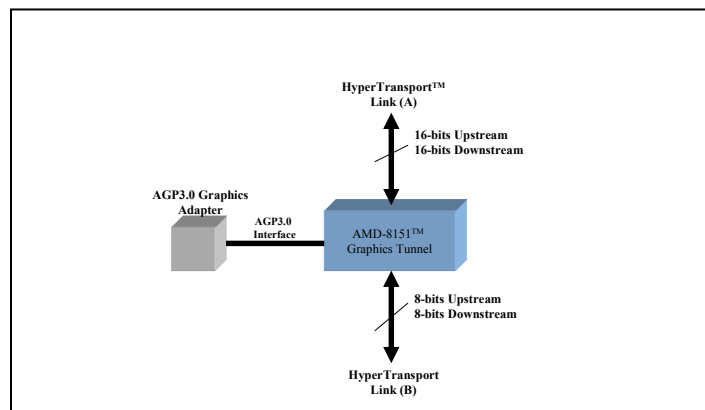 HyperTransport™
Link (A)
16-bits Upstream
16-bits Downstream
AGP3.0 Graphics
Adapter
AGP3.0
Interface
AMD-8151™
Graphics Tunnel
8-bits Upstream
8-bits Downstream
HyperTransport
Link (B)